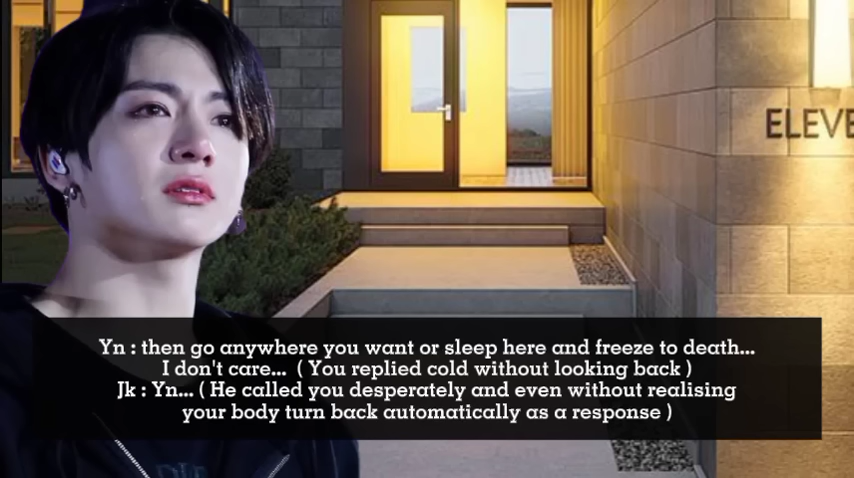 ELEVE
Yn : then go anywhere you want or sleep here and freeze to death...
I don't care... ( You replied cold without looking back )
Jk : Yn... ( He called you desperately and even without realising
your body turn back automatically as a response )